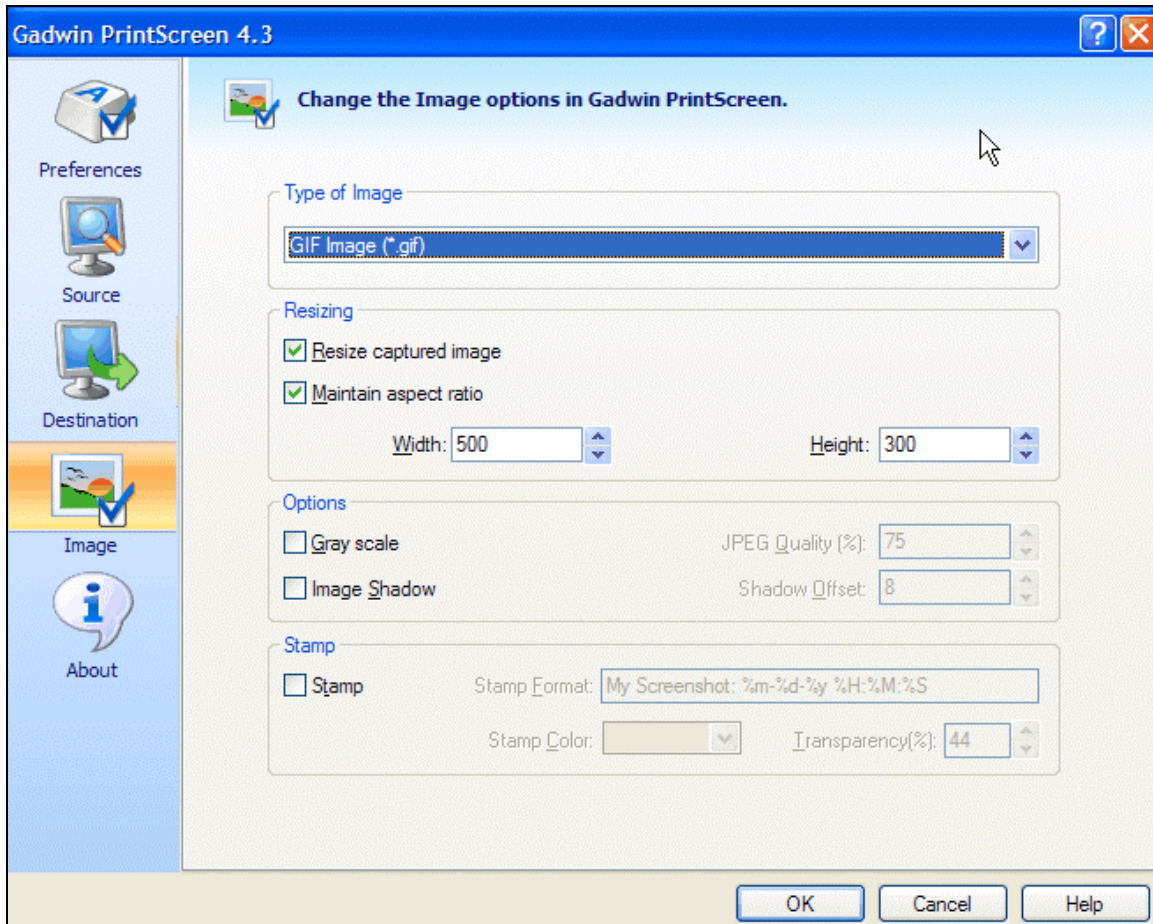 Gadwin PrintScreen 4.3
Preferences
Source
Destination
Image
About
Change the Image options in Gadwin PrintScreen.
Type of Image
GIF Image (*.gif)
Resizing
Resize captured image
Maintain aspect ratio
Width: 500 Height: 300
Options
Gray scale JPEG Quality (%): 75
Image Shadow Shadow Offset: 8
Stamp
Stamp Stamp Format: My Screenshot: %m-%d-%y %H:%M:%S
Stamp Color: Transparency(%): 44
OK Cancel Help